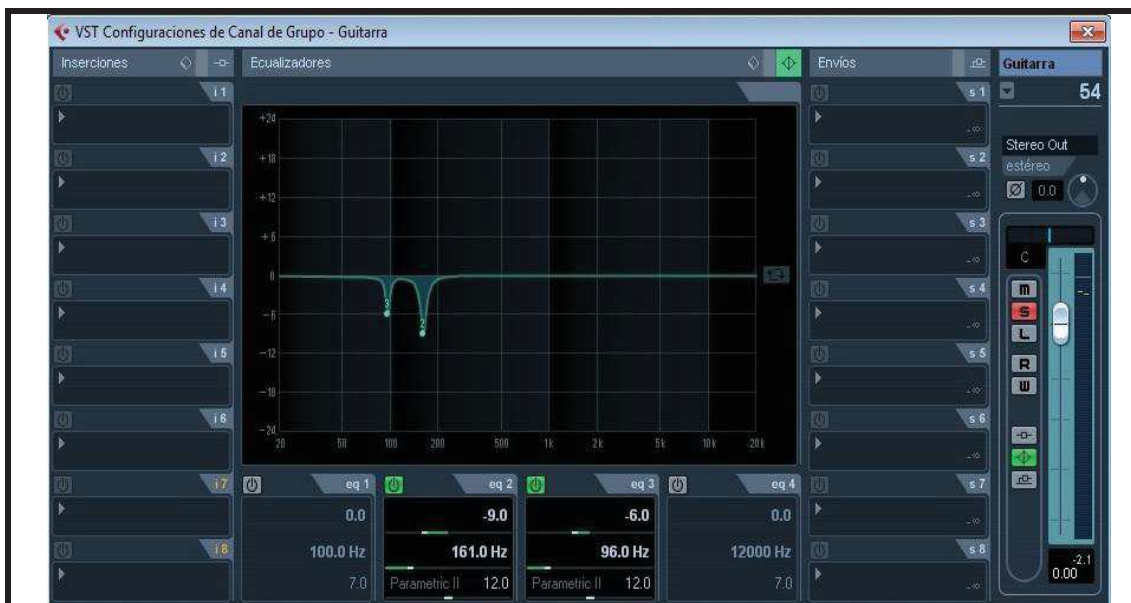 VST Configuraciones de Canal de Grupo - Guitarra
Inserciones
Ecualizadores
Envíos
Guitarra
i 1
s 1
54
+24
-∞
+18
Stereo Out
i 2
s 2
estéreo
0.0
+12
-∞
i 3
s 3
+6
C
-∞
0
i 4
s 4
M
3
S
-6
2
-∞
L
i 5
-12
s 5
R
-∞
W
-18
i 6
s 6
-24
20 50 100 200 500 1k 2k 5k 10k 20k
-∞
i 7
eq 1
eq 2
eq 3
eq 4
s 7
0.0
-9.0
-6.0
0.0
-∞
i 8
100.0 Hz
161.0 Hz
96.0 Hz
12000 Hz
s 8
-2.1
0.00
7.0
Parametric II 12.0
Parametric II 12.0
7.0
-∞